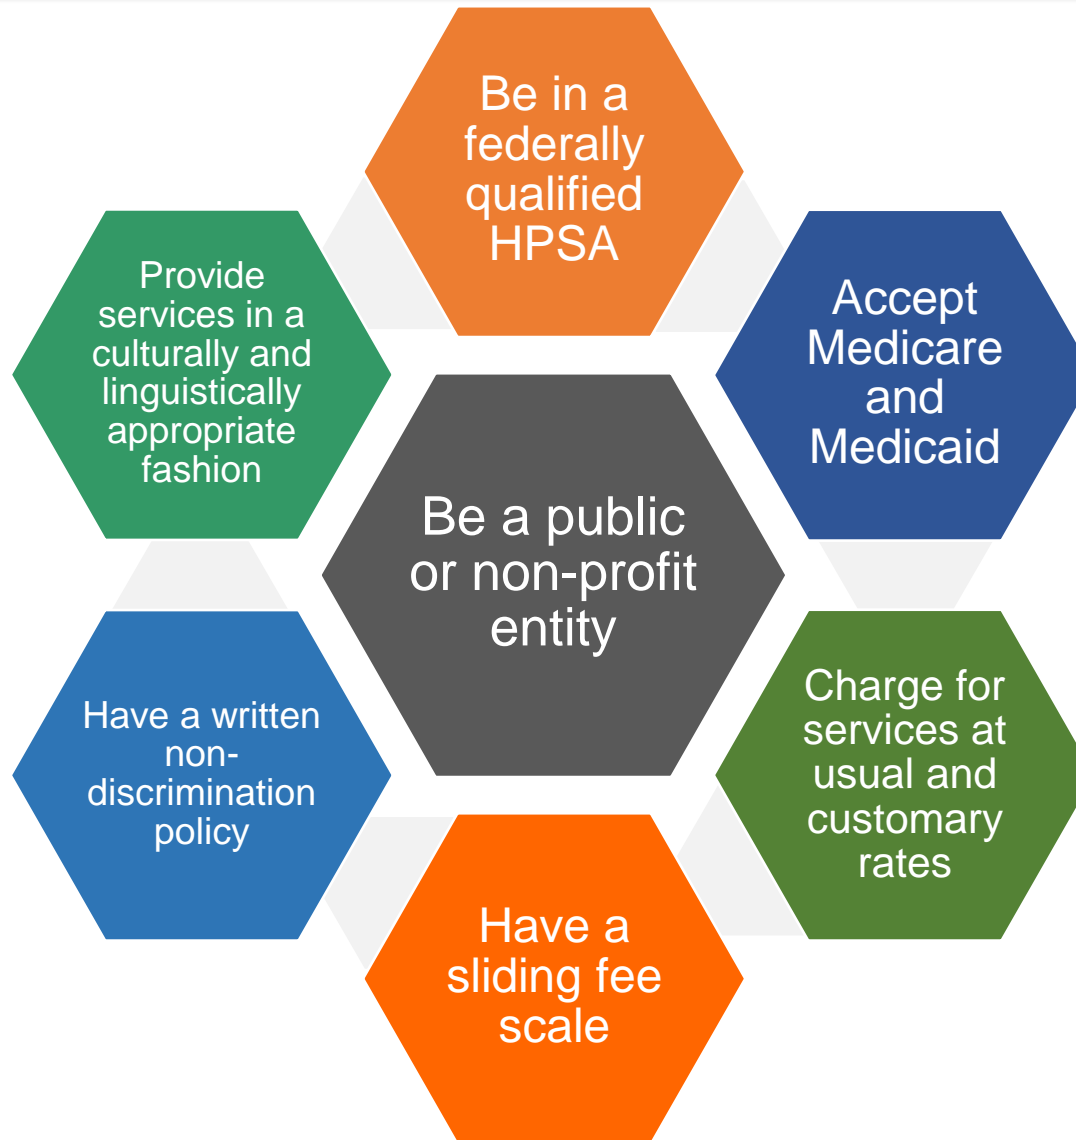 Be in a
federally
qualified
HPSA
Accept
Medicare
and
Medicaid
Charge for
services at
usual and
customary
rates
Have a
sliding fee
scale
Have a written
non-
discrimination
policy
Provide
services in a
culturally and
linguistically
appropriate
fashion
Be a public
or non-profit
entity